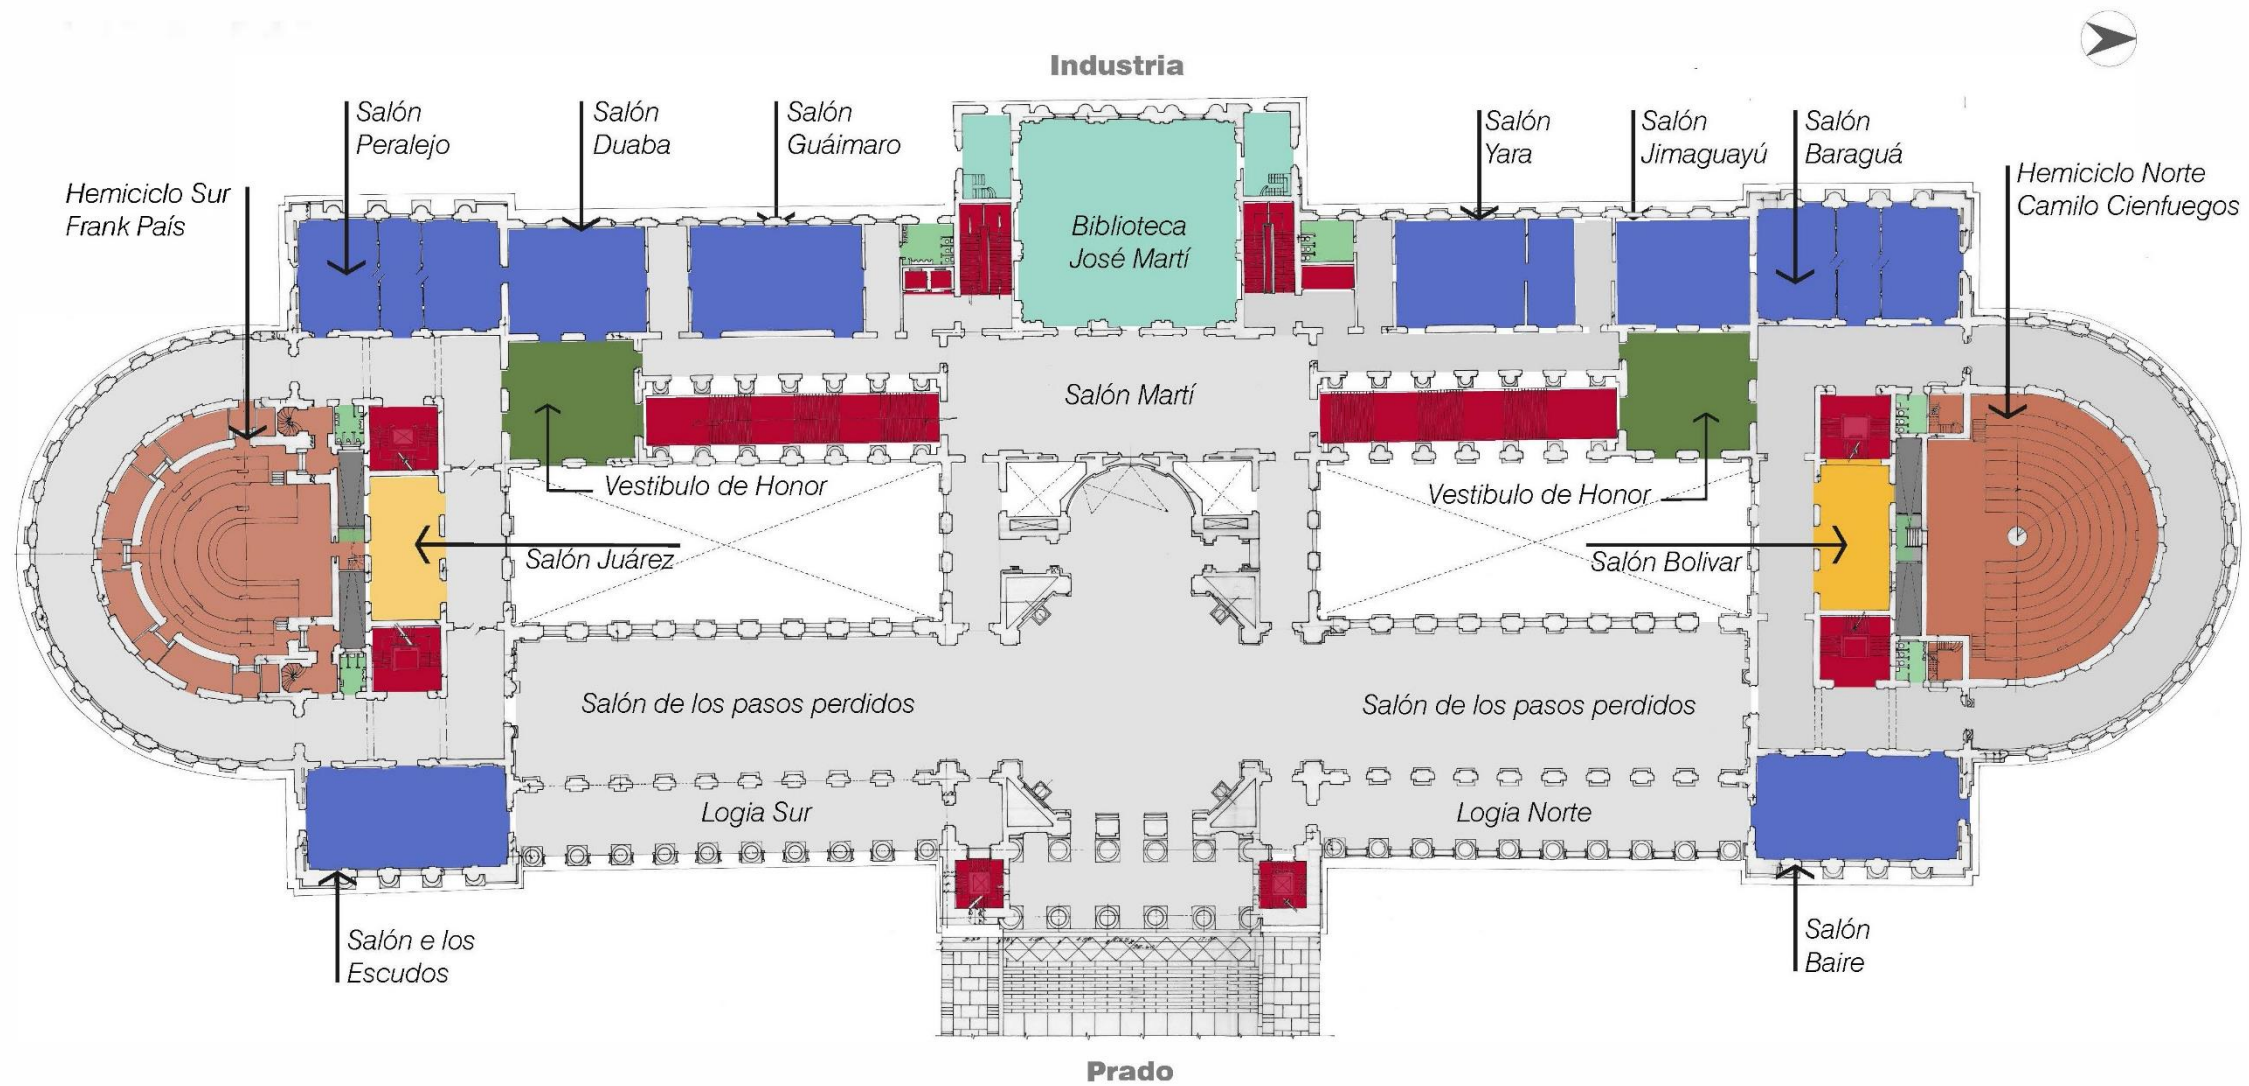 Industria
Salón
Peralejo
Salón
Duaba
Salón
Guáimaro
Salón
Yara
Salón
Jimaguayú
Salón
Baraguá
Hemiciclo Sur
Frank País
Hemiciclo Norte
Camilo Cienfuegos
Biblioteca
José Martí
Salón Martí
Vestibulo de Honor
Vestibulo de Honor
Salón Juárez
Salón Bolivar
Salón de los pasos perdidos
Salón de los pasos perdidos
Logia Sur
Logia Norte
Salón e los
Escudos
Salón
Baire
Prado